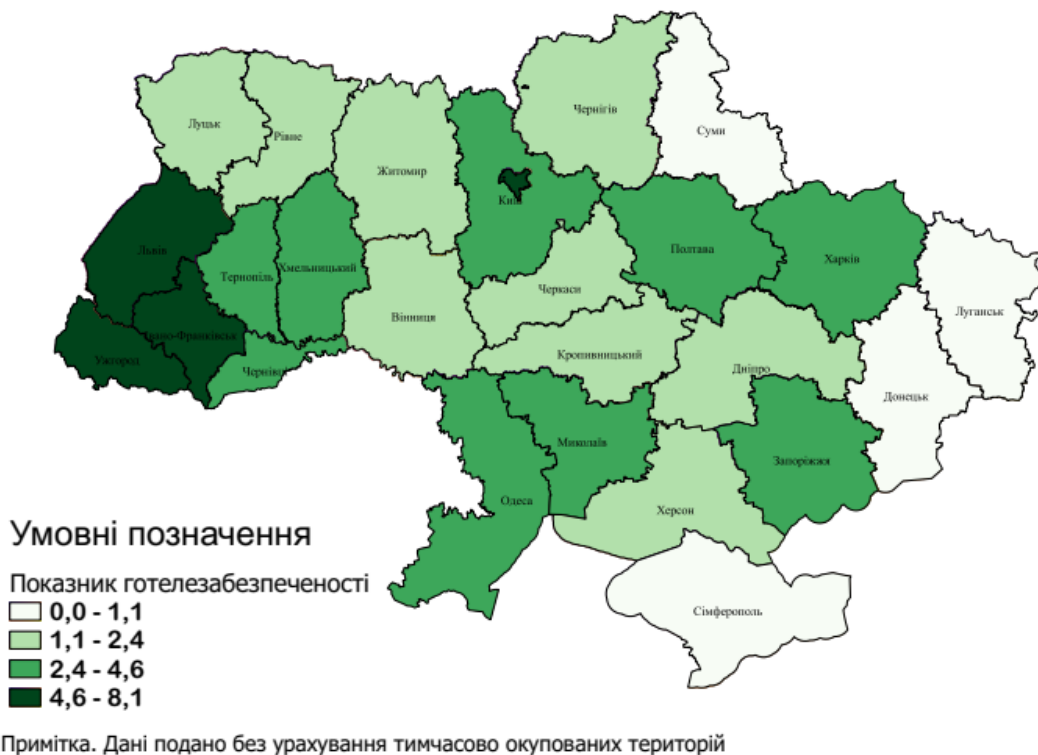 Чернігів
Суми
Луцьк
Рівне
Житомир
Київ
Львів
Тернопіль
Хмельницький
Полтава
Харків
Черкаси
Вінниця
Луганськ
Івано-Франківськ
Ужгород
Чернівці
Кропивницький
Дніпро
Донецьк
Миколаїв
Запоріжжя
Одеса
Херсон
Сімферополь
Умовні позначення
Показник готелезабезпеченості
0,0 - 1,1
1,1 - 2,4
2,4 - 4,6
4,6 - 8,1
Примітка. Дані подано без урахування тимчасово окупованих територій